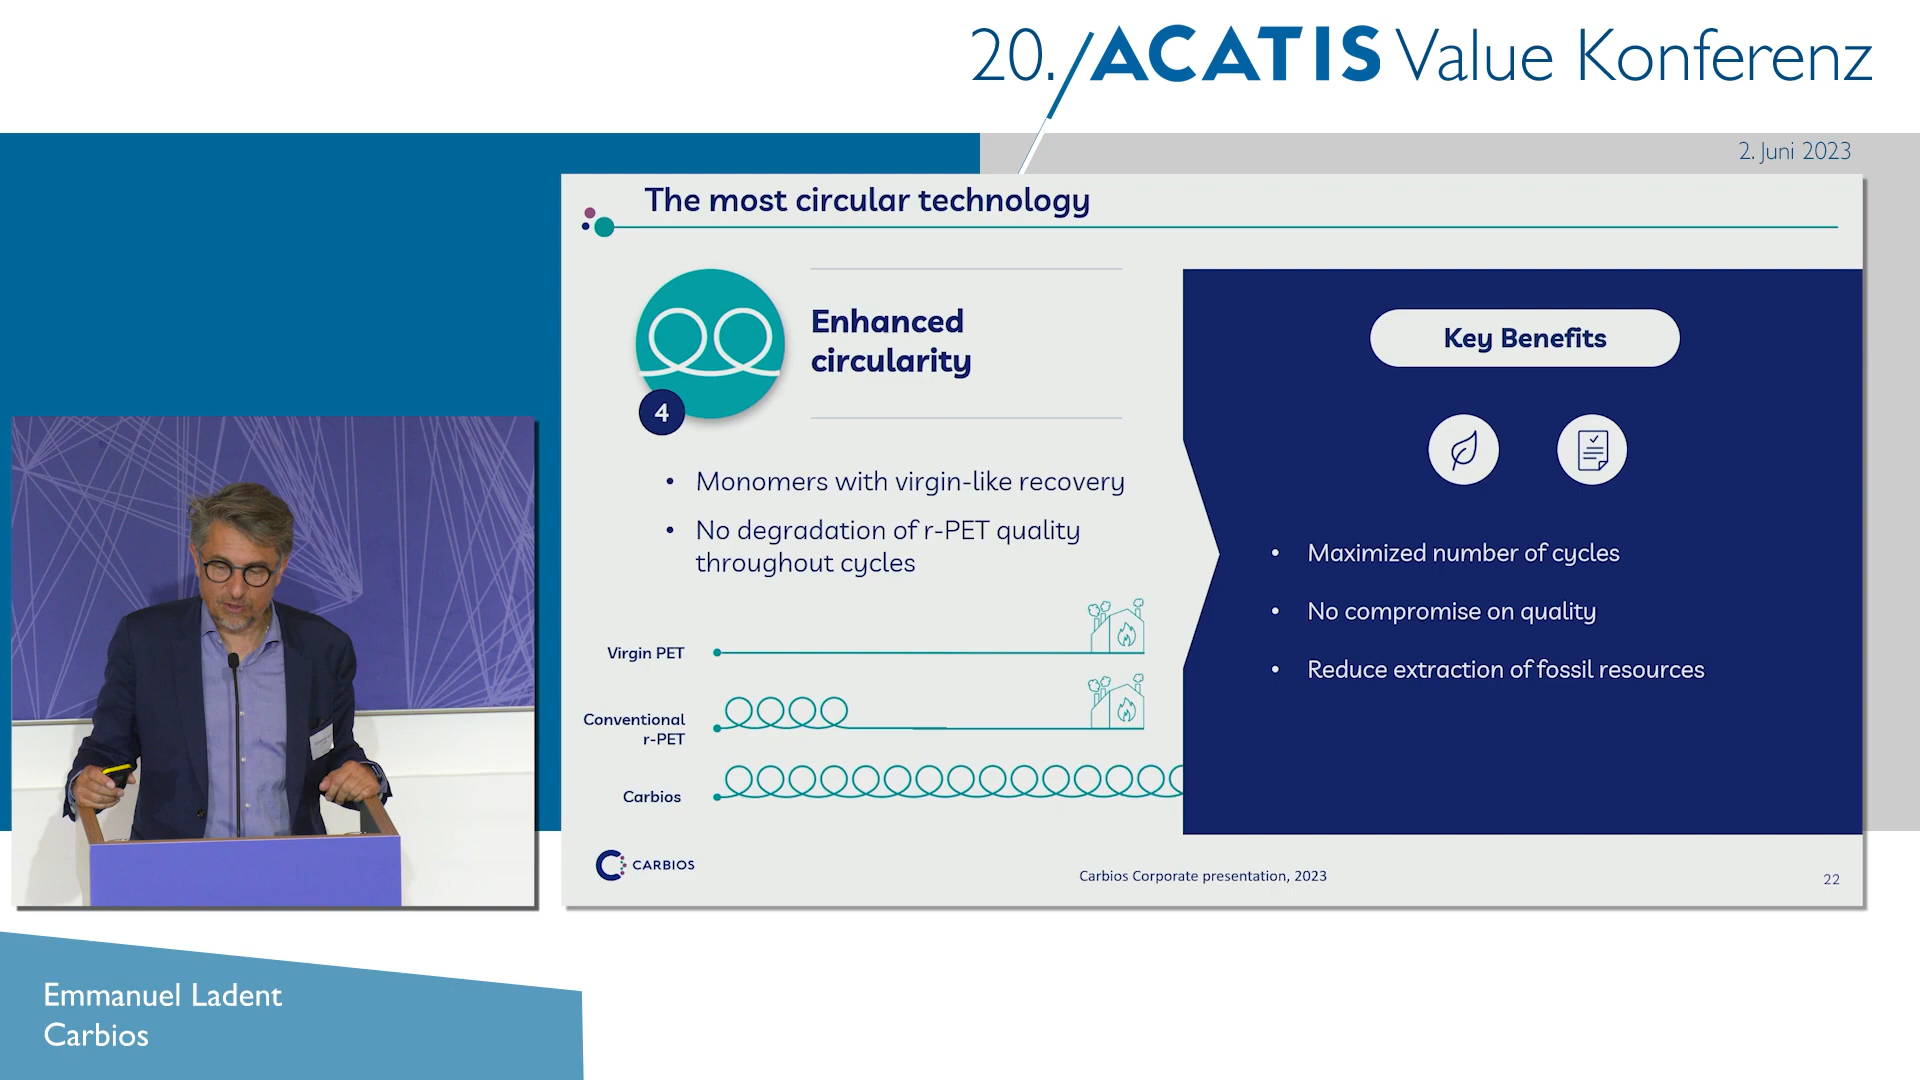 20. ACATIS Value Konferenz
2. Juni 2023
The most circular technology
Enhanced
circularity
4
• Monomers with virgin-like recovery
• No degradation of r-PET quality
throughout cycles
Virgin PET
Conventional
r-PET
Carbios
Key Benefits
• Maximized number of cycles
• No compromise on quality
• Reduce extraction of fossil resources
CARBIOS
Carbios Corporate presentation, 2023
22
Emmanuel Ladent
Carbios